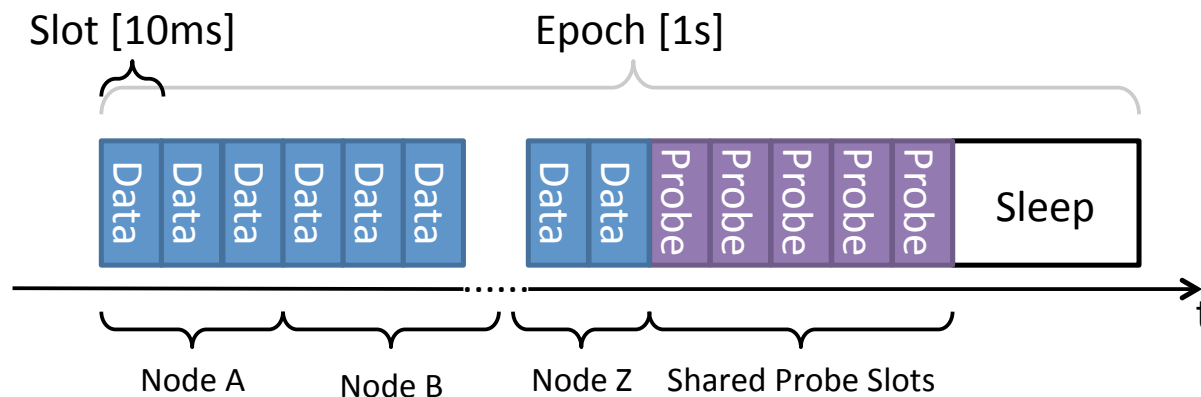 Slot [10ms]
Epoch [1s]
Data
Data
Data
Data
Data
Data
Data
Data
Probe
Probe
Probe
Probe
Probe
Sleep
t
Node A
Node B
Node Z
Shared Probe Slots